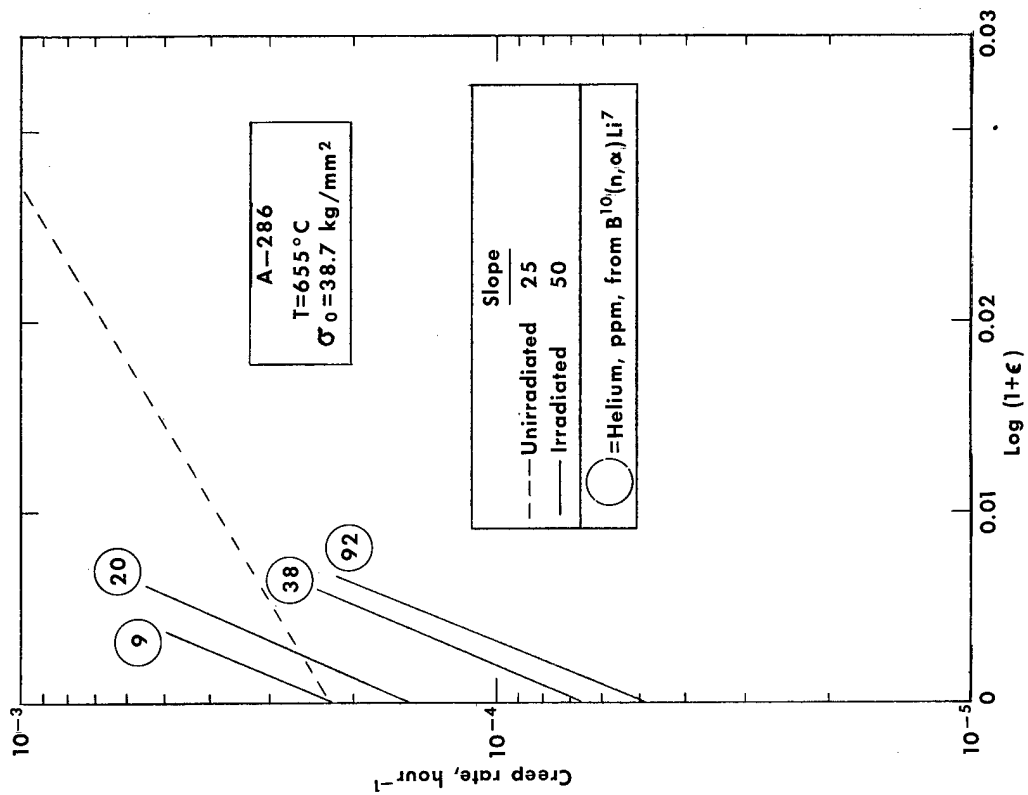 10⁻³
10⁻⁴
10⁻⁵
Creep rate, hour⁻¹
0
0.01
0.02
0.03
Log (1+ϵ)
A–286
T=655°C
σ₀=38.7 kg/mm²
9
20
38
92
Slope
Unirradiated 25
Irradiated 50
=Helium, ppm, from B¹⁰(n,α)Li⁷